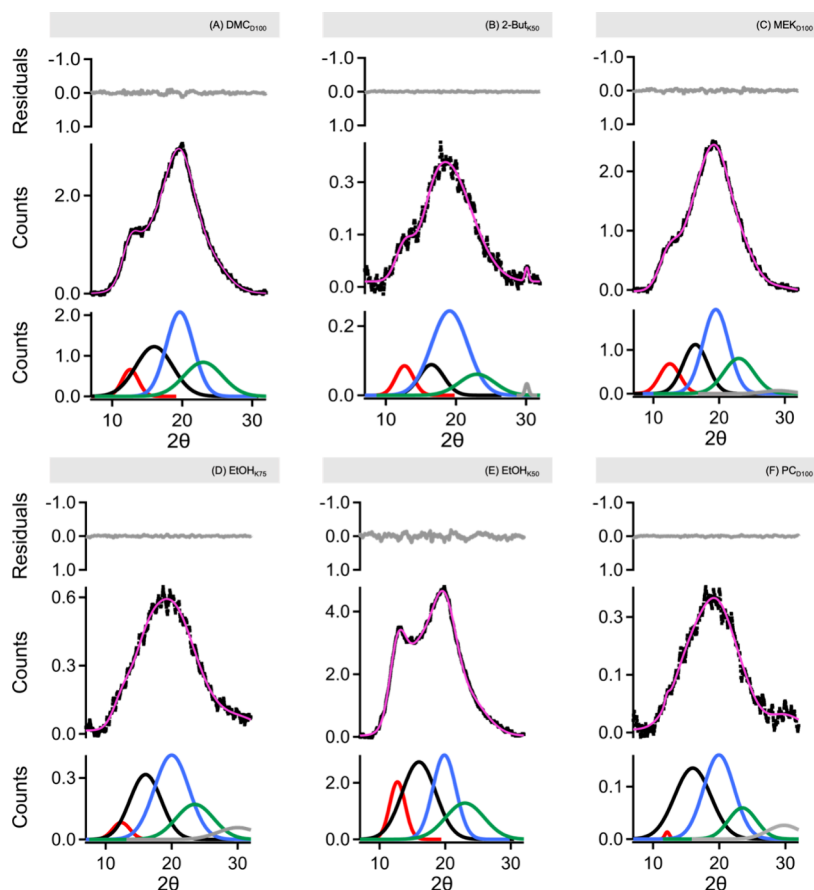 (A) DMCD100
(B) 2-ButK50
(C) MEKD100
Residuals
-1.0
0.0
1.0
-1.0
0.0
1.0
-1.0
0.0
1.0
Counts
2.0
0.0
0.3
0.1
0.0
2.0
1.0
0.0
Counts
2.0
1.0
0.0
0.2
0.0
1.0
0.0
10 20 30
10 20 30
10 20 30
2θ
2θ
2θ
(D) EtOHK75
(E) EtOHK50
(F) PCD100
Residuals
-1.0
0.0
1.0
-1.0
0.0
1.0
-1.0
0.0
1.0
Counts
0.6
0.3
0.0
4.0
2.0
0.0
0.3
0.1
0.0
Counts
0.3
0.0
2.0
0.0
0.1
0.0
10 20 30
10 20 30
10 20 30
2θ
2θ
2θ